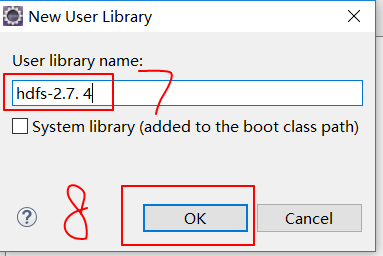 New User Library
User library name:
hdfs-2.7. 4
7
System library (added to the boot class path)
8
?
OK
Cancel